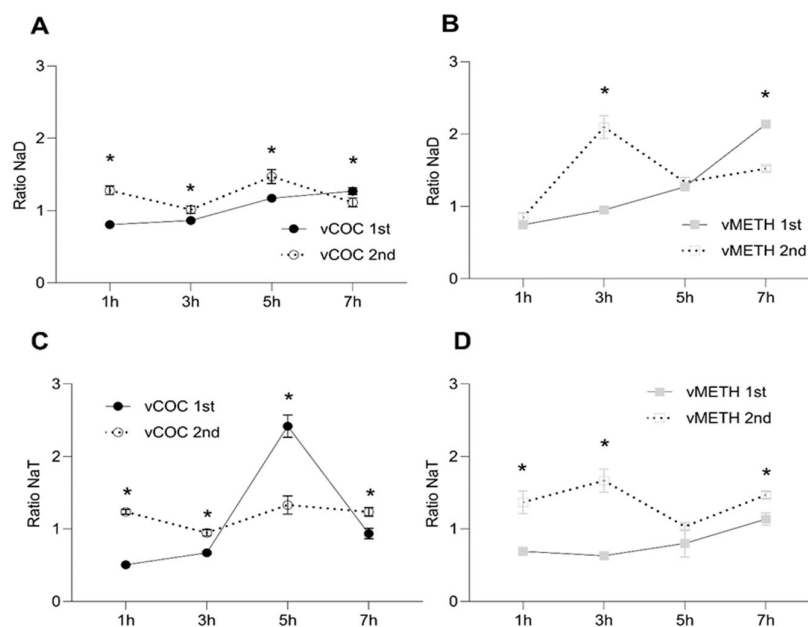 A
3
2
1
0
Ratio NaD
* * * *
vCOC 1st
vCOC 2nd
1h 3h 5h 7h
B
3
2
1
0
Ratio NaD
* *
vMETH 1st
vMETH 2nd
1h 3h 5h 7h
C
3
2
1
0
Ratio NaT
vCOC 1st
vCOC 2nd
* * * *
1h 3h 5h 7h
D
3
2
1
0
Ratio NaT
vMETH 1st
vMETH 2nd
* * *
1h 3h 5h 7h